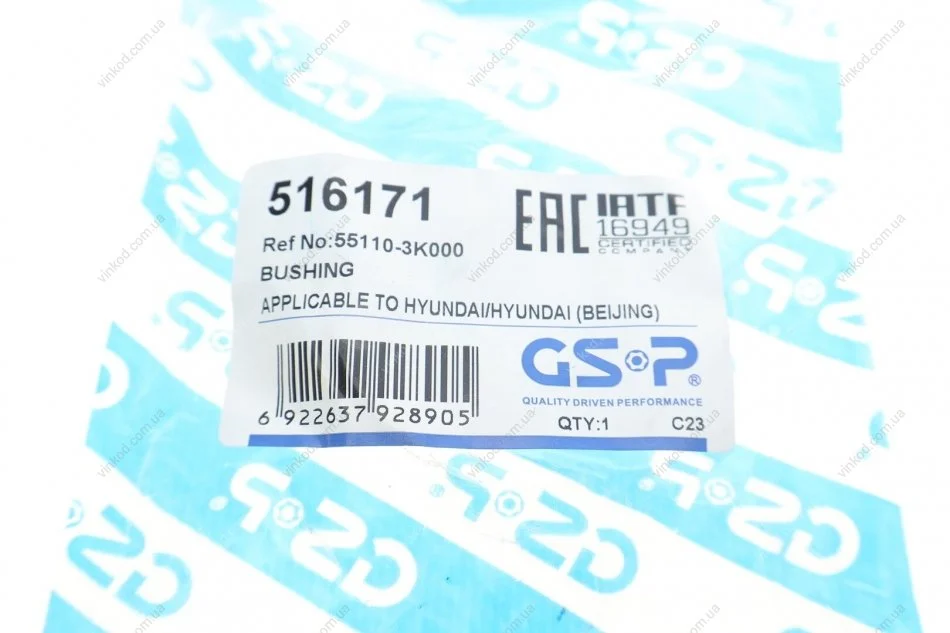 516171
EAC
IATF
16949
CERTIFIED
COMPANY
Ref No:55110-3K000
BUSHING
APPLICABLE TO HYUNDAI/HYUNDAI (BEIJING)
GSP®
QUALITY DRIVEN PERFORMANCE
6 922637 928905
QTY:1
C23
vinkod.com.ua